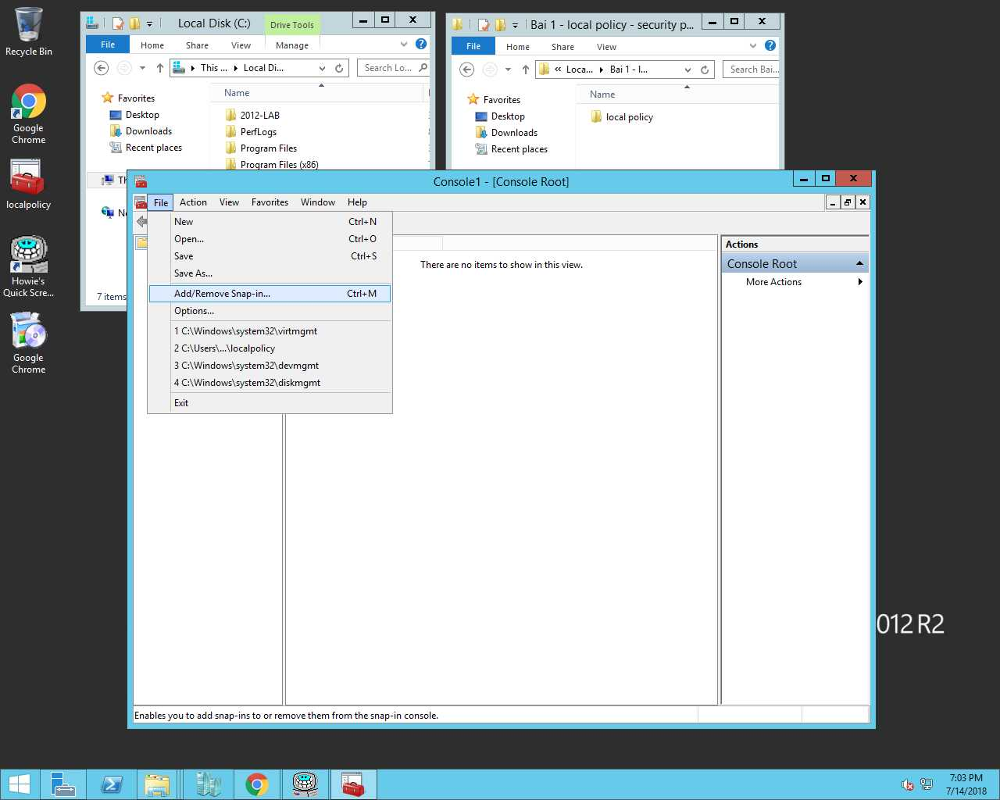 Recycle Bin
Google
Chrome
localpolicy
Howie's
Quick Scre...
Google
Chrome
Local Disk (C:)
Drive Tools
File
Home
Share
View
Manage
This ...
Local Di...
Search Lo...
Favorites
Desktop
Downloads
Recent places
Name
2012-LAB
PerfLogs
Program Files
Program Files (x86)
7 items
Bai 1 - local policy - security p...
File
Home
Share
View
Loca...
Bai 1 - l...
Search Bai...
Favorites
Desktop
Downloads
Recent places
Name
local policy
Console1 - [Console Root]
File
Action
View
Favorites
Window
Help
New Ctrl+N
Open... Ctrl+O
Save Ctrl+S
Save As...
Add/Remove Snap-in... Ctrl+M
Options...
1 C:\Windows\system32\virtmgmt
2 C:\Users\...\localpolicy
3 C:\Windows\system32\devmgmt
4 C:\Windows\system32\diskmgmt
Exit
There are no items to show in this view.
Actions
Console Root
More Actions
Enables you to add snap-ins to or remove them from the snap-in console.
012 R2
7:03 PM
7/14/2018